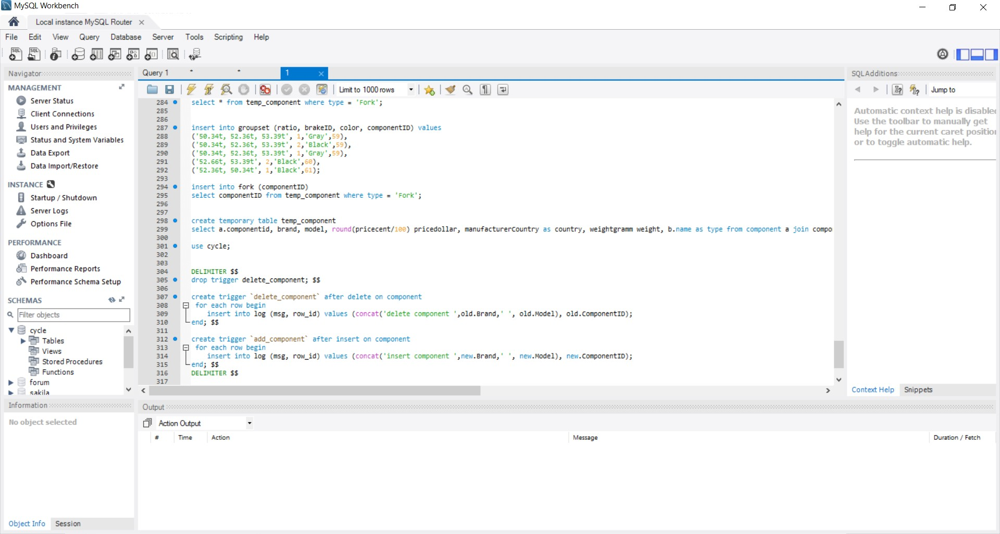 MySQL Workbench
Local instance MySQL Router
File Edit View Query Database Server Tools Scripting Help
Navigator
MANAGEMENT
Server Status
Client Connections
Users and Privileges
Status and System Variables
Data Export
Data Import/Restore
INSTANCE
Startup / Shutdown
Server Logs
Options File
PERFORMANCE
Dashboard
Performance Reports
Performance Schema Setup
SCHEMAS
Filter objects
cycle
Tables
Views
Stored Procedures
Functions
forum
sakila
Information
No object selected
Object Info Session
Query 1 * * 1
Limit to 1000 rows
284 select * from temp_component where type = 'Fork';
285
286
287 insert into groupset (ratio, brakeID, color, componentID) values
288 ('50.34t, 52.36t, 53.39t', 1,'Gray',59),
289 ('50.34t, 52.36t, 53.39t', 2,'Black',59),
290 ('50.34t, 52.36t, 53.39t', 1,'Gray',59),
291 ('52.66t, 53.39t', 2,'Black',60),
292 ('52.36t, 50.34t', 1,'Black',61);
293
294 insert into fork (componentID)
295 select componentID from temp_component where type = 'Fork';
296
297
298 create temporary table temp_component
299 select a.componentid, brand, model, round(pricecent/100) pricedollar, manufacturerCountry as country, weightgramm weight, b.name as type from component a join compo
300
301 use cycle;
302
303
304 DELIMITER $$
305 drop trigger delete_component; $$
306
307 create trigger `delete_component` after delete on component
308 for each row begin
309 insert into log (msg, row_id) values (concat('delete component ',old.Brand,' ', old.Model), old.ComponentID);
310 end; $$
311
312 create trigger `add_component` after insert on component
313 for each row begin
314 insert into log (msg, row_id) values (concat('insert component ',new.Brand,' ', new.Model), new.ComponentID);
315 end; $$
316 DELIMITER $$
317
SQLAdditions
Jump to
Automatic context help is disabled
Use the toolbar to manually get
help for the current caret position
or to toggle automatic help.
Context Help Snippets
Output
Action Output
# Time Action Message Duration / Fetch